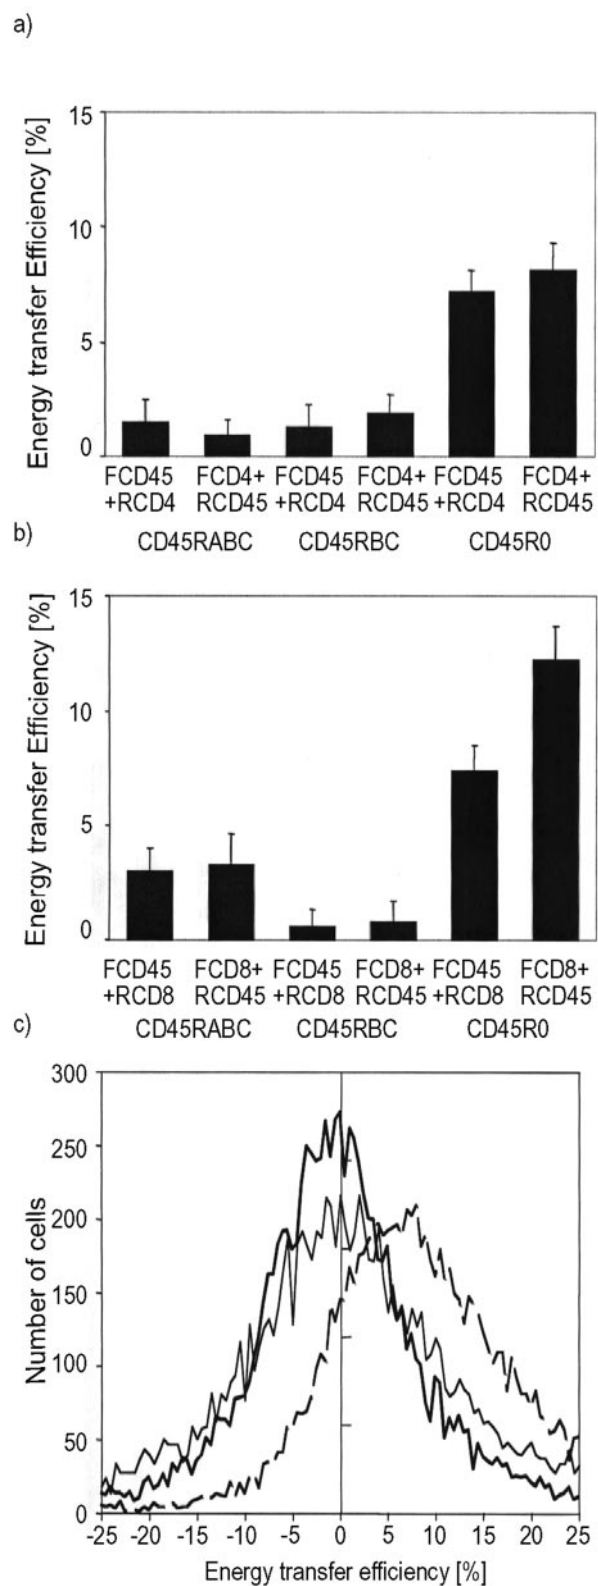 a)
Energy transfer Efficiency [%]
15
10
5
0
FCD45 FCD4+ FCD45 FCD4+ FCD45 FCD4+
+RCD4 RCD45 +RCD4 RCD45 +RCD4 RCD45
CD45RABC CD45RBC CD45R0
b)
Energy transfer Efficiency [%]
15
10
5
0
FCD45 FCD8+ FCD45 FCD8+ FCD45 FCD8+
+RCD8 RCD45 +RCD8 RCD45 +RCD8 RCD45
CD45RABC CD45RBC CD45R0
c)
Number of cells
300
250
200
150
100
50
0
-25 -20 -15 -10 -5 0 5 10 15 20 25
Energy transfer efficiency [%]